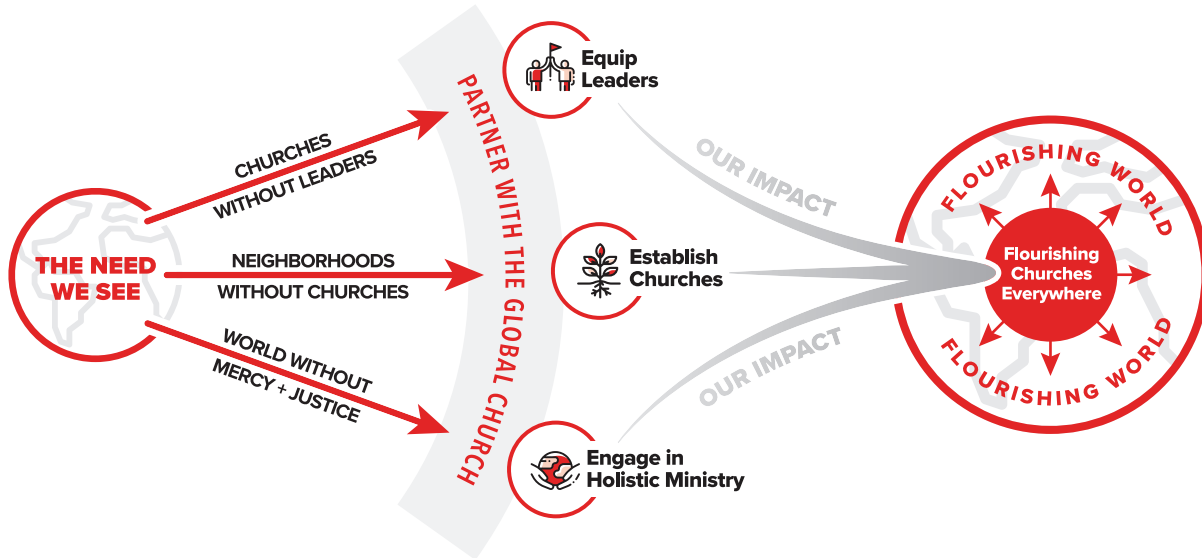 THE NEED
WE SEE
CHURCHES
WITHOUT LEADERS
NEIGHBORHOODS
WITHOUT CHURCHES
WORLD WITHOUT
MERCY + JUSTICE
PARTNER WITH THE GLOBAL CHURCH
Equip
Leaders
Establish
Churches
Engage in
Holistic Ministry
OUR IMPACT
OUR IMPACT
FLOURISHING WORLD
Flourishing
Churches
Everywhere
FLOURISHING WORLD